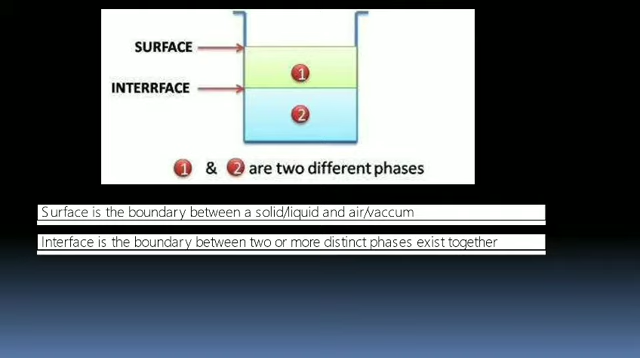 SURFACE
1
INTERRFACE
2
1 & 2 are two different phases
Surface is the boundary between a solid/liquid and air/vaccum
Interface is the boundary between two or more distinct phases exist together